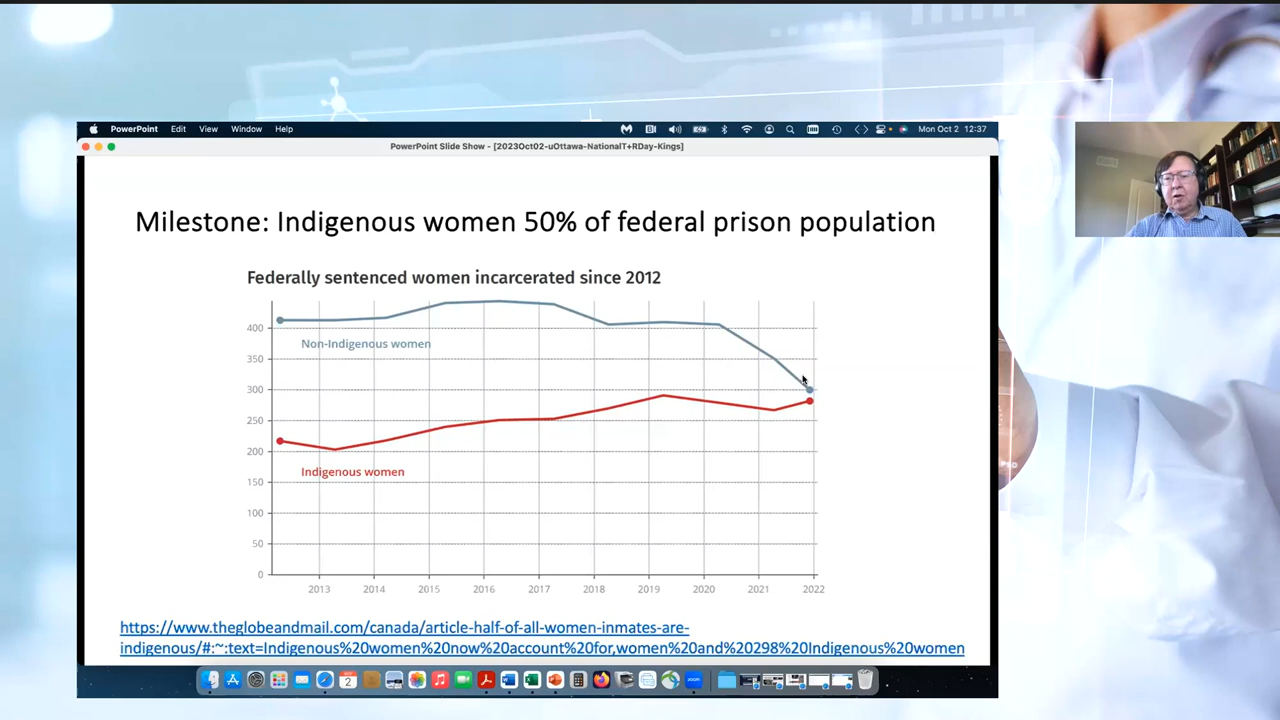 PowerPoint Edit View Window Help
Mon Oct 2 12:37
PowerPoint Slide Show - [2023Oct02-uOttawa-NationalT+RDay-Kings]
Milestone: Indigenous women 50% of federal prison population
Federally sentenced women incarcerated since 2012
400
Non-Indigenous women
350
300
250
200
Indigenous women
150
100
50
0
2013 2014 2015 2016 2017 2018 2019 2020 2021 2022
https://www.theglobeandmail.com/canada/article-half-of-all-women-inmates-are-
indigenous/#:~:text=Indigenous%20women%20now%20account%20for,women%20and%20298%20Indigenous%20women
zoom